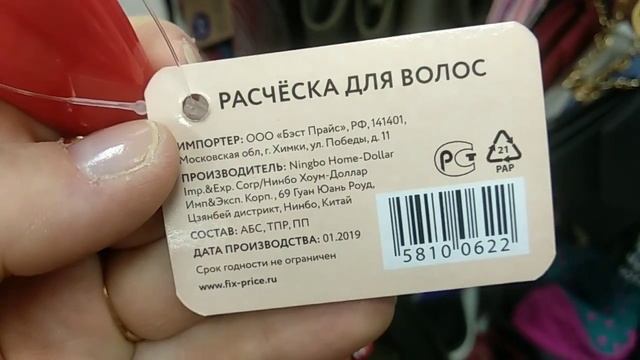 РАСЧЁСКА ДЛЯ ВОЛОС
ИМПОРТЕР: ООО «Бэст Прайс», РФ, 141401,
Московская обл, г. Химки, ул. Победы, д. 11
ПРОИЗВОДИТЕЛЬ: Ningbo Home-Dollar
Imp.&Exp. Corp/Нинбо Хоум-Доллар
Имп&Эксп. Корп., 69 Гуан Юань Роуд,
Цзянбей дистрикт, Нинбо, Китай
СОСТАВ: АБС, ТПР, ПП
ДАТА ПРОИЗВОДСТВА: 01.2019
Срок годности не ограничен
www.fix-price.ru
РСТ
21
PAP
5810 0622